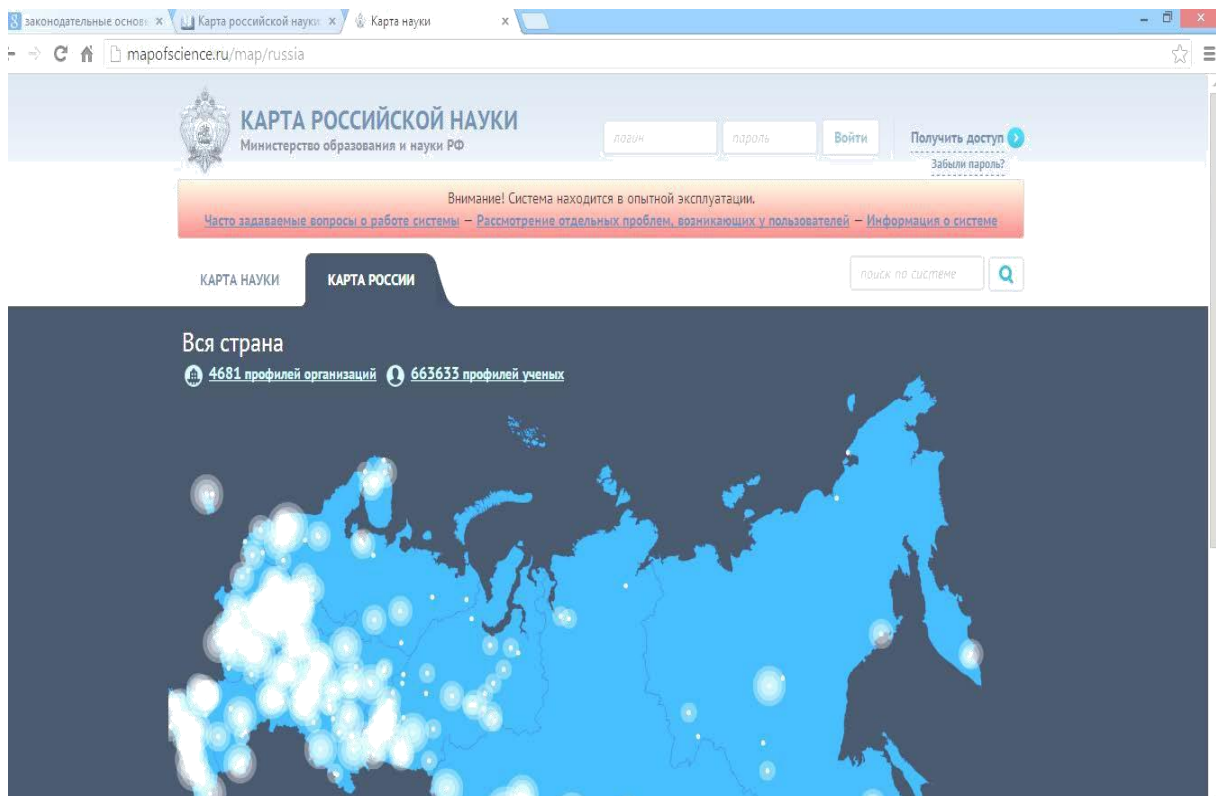 законодательные основ
Карта российской науки
Карта науки
mapofscience.ru/map/russia
КАРТА РОССИЙСКОЙ НАУКИ
Министерство образования и науки РФ
логин
пароль
Войти
Получить доступ
Забыли пароль?
Внимание! Система находится в опытной эксплуатации.
Часто задаваемые вопросы о работе системы — Рассмотрение отдельных проблем, возникающих у пользователей — Информация о системе
КАРТА НАУКИ
КАРТА РОССИИ
поиск по системе
Вся страна
4681 профилей организаций 663633 профилей ученых